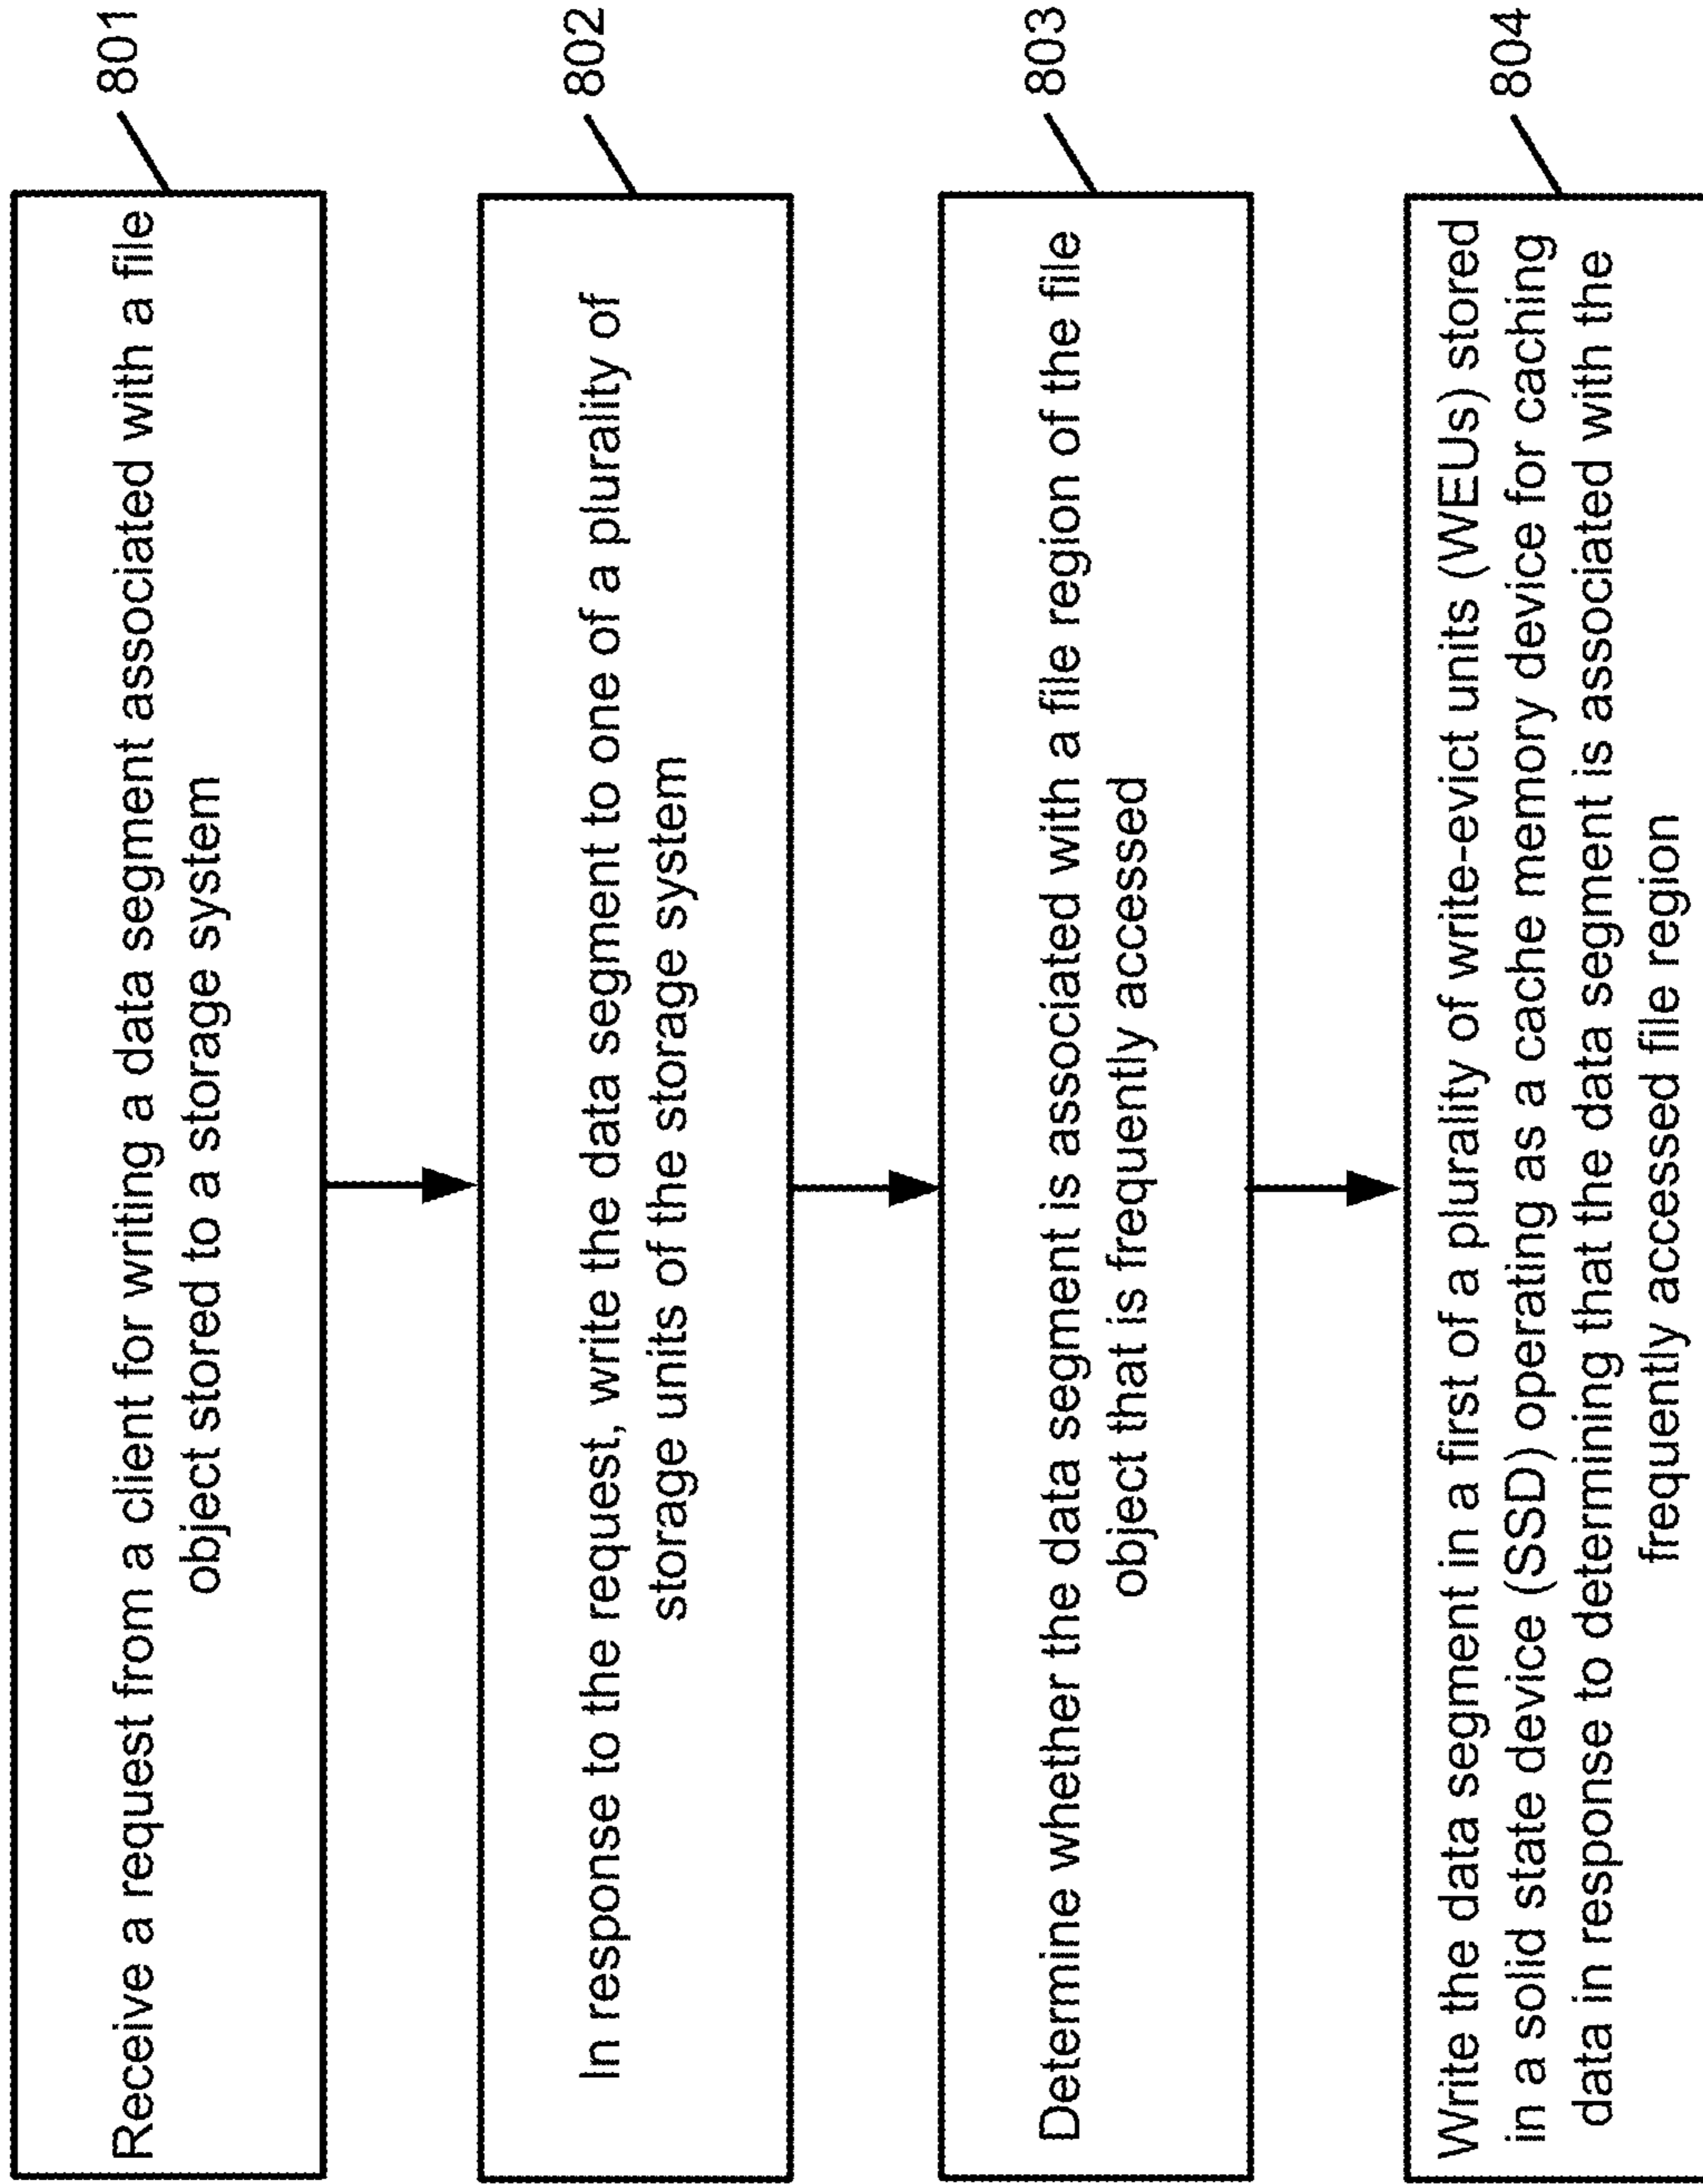 Receive a request from a client for writing a data segment associated with a file
object stored to a storage system
801
In response to the request, write the data segment to one of a plurality of
storage units of the storage system
802
Determine whether the data segment is associated with a file region of the file
object that is frequently accessed
803
Write the data segment in a first of a plurality of write-evict units (WEUs) stored
in a solid state device (SSD) operating as a cache memory device for caching
data in response to determining that the data segment is associated with the
frequently accessed file region
804